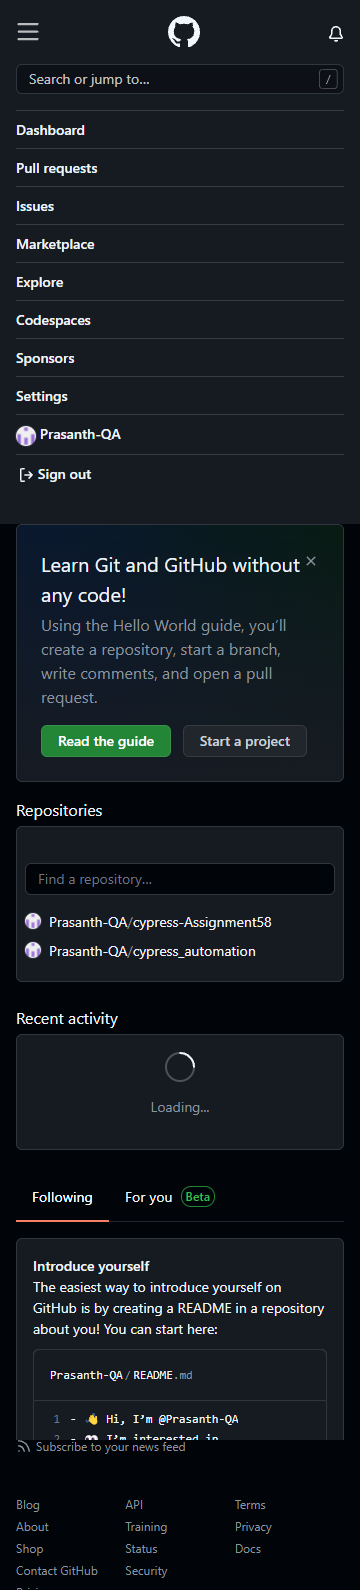 Search or jump to...
/
Dashboard
Pull requests
Issues
Marketplace
Explore
Codespaces
Sponsors
Settings
Prasanth-QA
Sign out
Learn Git and GitHub without
any code!
Using the Hello World guide, you’ll
create a repository, start a branch,
write comments, and open a pull
request.
Read the guide
Start a project
Repositories
Find a repository...
Prasanth-QA/cypress-Assignment58
Prasanth-QA/cypress_automation
Recent activity
Loading...
Following
For you Beta
Introduce yourself
The easiest way to introduce yourself on
GitHub is by creating a README in a repository
about you! You can start here:
Prasanth-QA/README.md
1 - 👋 Hi, I’m @Prasanth-QA
2 - 👀 I’m interested in
Subscribe to your news feed
Blog API Terms
About Training Privacy
Shop Status Docs
Contact GitHub Security